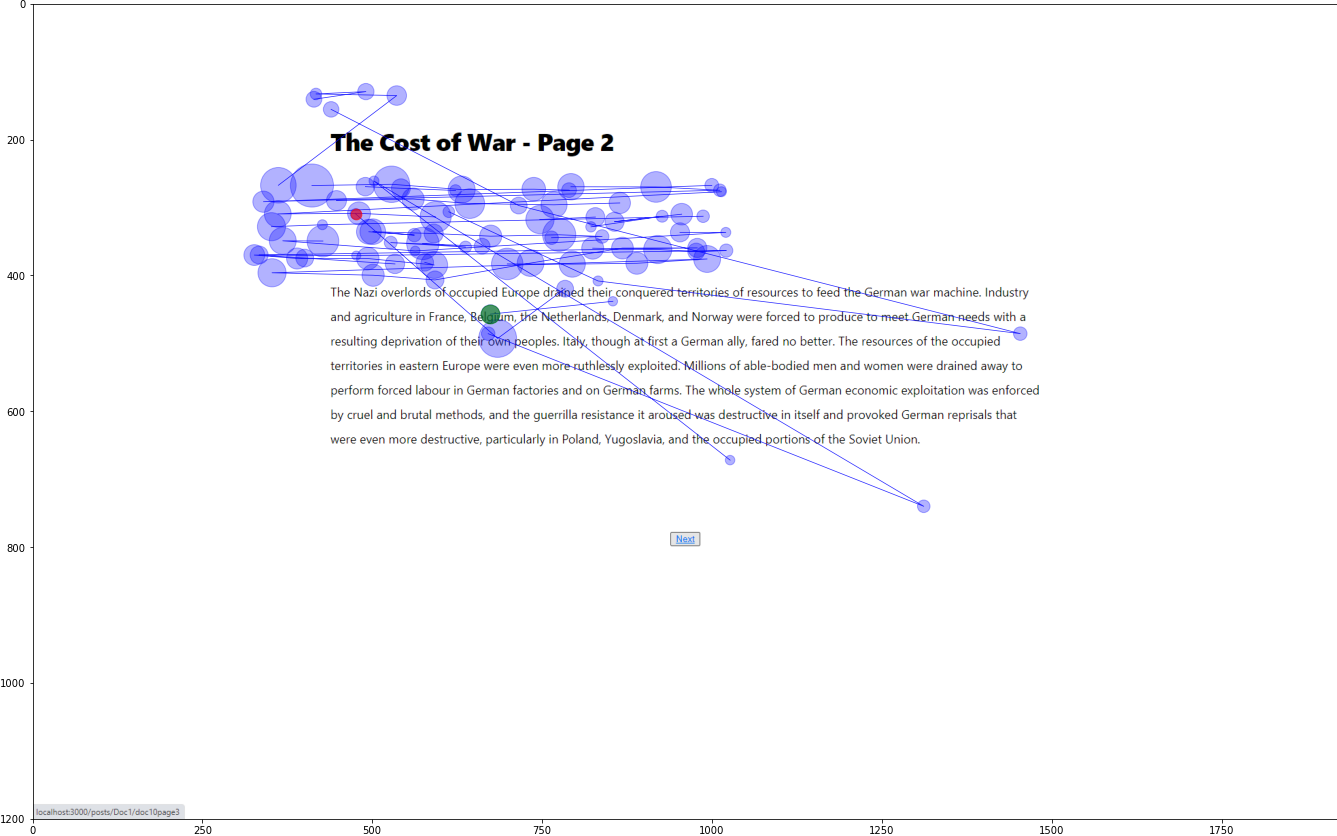 0
200
The Cost of War - Page 2
400
The Nazi overlords of occupied Europe drained their conquered territories of resources to feed the German war machine. Industry
and agriculture in France, Belgium, the Netherlands, Denmark, and Norway were forced to produce to meet German needs with a
resulting deprivation of their own peoples. Italy, though at first a German ally, fared no better. The resources of the occupied
territories in eastern Europe were even more ruthlessly exploited. Millions of able-bodied men and women were drained away to
perform forced labour in German factories and on German farms. The whole system of German economic exploitation was enforced
600
by cruel and brutal methods, and the guerrilla resistance it aroused was destructive in itself and provoked German reprisals that
were even more destructive, particularly in Poland, Yugoslavia, and the occupied portions of the Soviet Union.
Next
800
1000
localhost:3000/posts/Doc1/doc10page3
1200
0 250 500 750 1000 1250 1500 1750